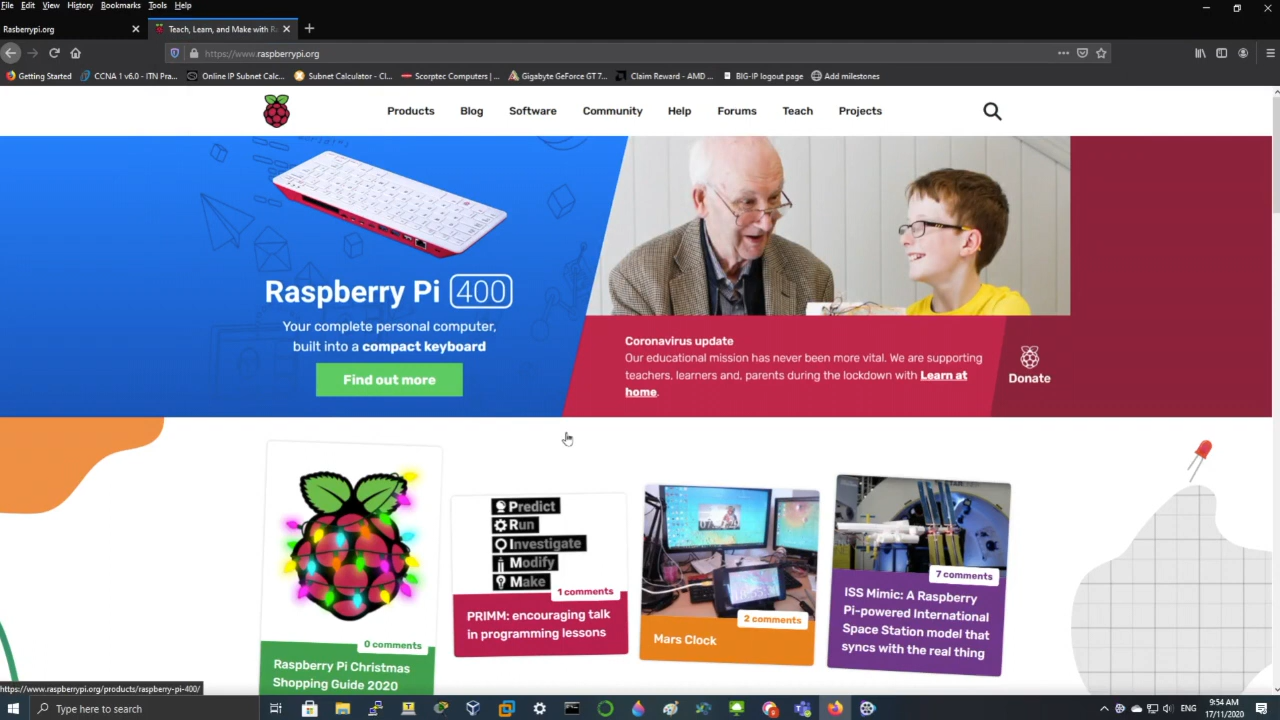 File Edit View History Bookmarks Tools Help
Rasberrypi.org
Teach, Learn, and Make with Ra
https://www.raspberrypi.org
Getting Started
CCNA 1 v6.0 - ITN Pra...
Online IP Subnet Calc...
Subnet Calculator - Cl...
Scorptec Computers | ...
Gigabyte GeForce GT 7...
Claim Reward - AMD ...
BIG-IP logout page
Add milestones
Products Blog Software Community Help Forums Teach Projects
Raspberry Pi 400
Your complete personal computer,
built into a compact keyboard
Find out more
Coronavirus update
Our educational mission has never been more vital. We are supporting
teachers, learners and, parents during the lockdown with Learn at
home.
Donate
0 comments
Raspberry Pi Christmas
Shopping Guide 2020
Predict
Run
Investigate
Modify
Make
1 comments
PRIMM: encouraging talk
in programming lessons
2 comments
Mars Clock
7 comments
ISS Mimic: A Raspberry
Pi-powered International
Space Station model that
syncs with the real thing
https://www.raspberrypi.org/products/raspberry-pi-400/
Type here to search
ENG
9:54 AM
17/11/2020